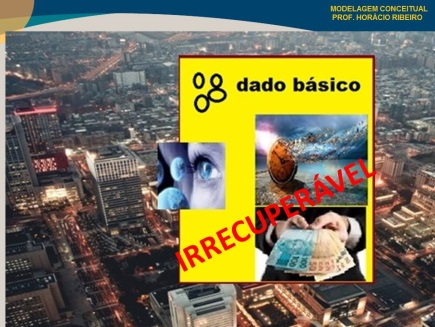 MODELAGEM CONCEITUAL
PROF. HORÁCIO RIBEIRO
dado básico
IRRECUPERÁVEL